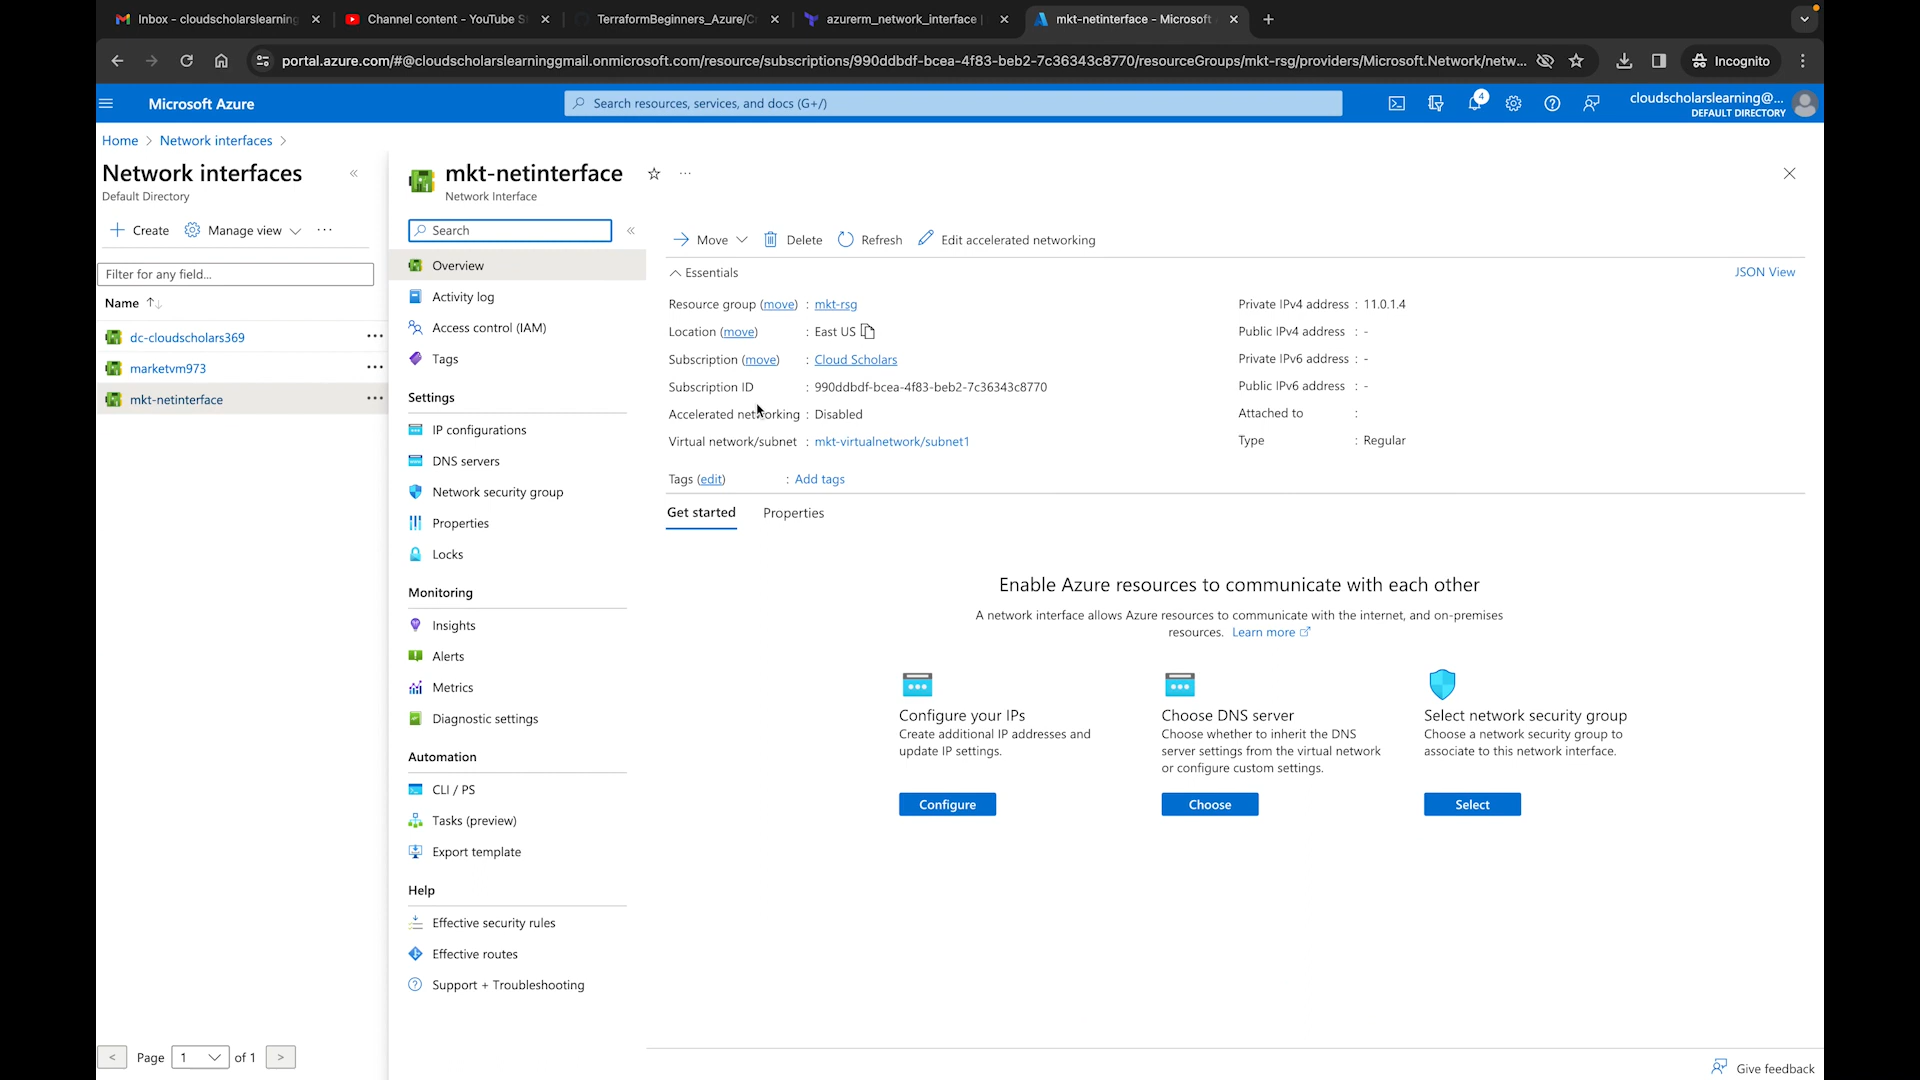 Inbox - cloudscholarslearning
Channel content - YouTube S
TerraformBeginners_Azure/C
azurerm_network_interface |
mkt-netinterface - Microsoft
portal.azure.com/#@cloudscholarslearninggmail.onmicrosoft.com/resource/subscriptions/990ddbdf-bcea-4f83-beb2-7c36343c8770/resourceGroups/mkt-rsg/providers/Microsoft.Network/netw...
Incognito
Microsoft Azure
Search resources, services, and docs (G+/)
4
cloudscholarslearning@...
DEFAULT DIRECTORY
Home > Network interfaces >
Network interfaces
Default Directory
Create
Manage view
Filter for any field...
Name
dc-cloudscholars369
marketvm973
mkt-netinterface
< Page 1 of 1 >
mkt-netinterface
Network Interface
Search
Overview
Activity log
Access control (IAM)
Tags
Settings
IP configurations
DNS servers
Network security group
Properties
Locks
Monitoring
Insights
Alerts
Metrics
Diagnostic settings
Automation
CLI / PS
Tasks (preview)
Export template
Help
Effective security rules
Effective routes
Support + Troubleshooting
Move
Delete
Refresh
Edit accelerated networking
Essentials
JSON View
Resource group (move) : mkt-rsg
Location (move) : East US
Subscription (move) : Cloud Scholars
Subscription ID : 990ddbdf-bcea-4f83-beb2-7c36343c8770
Accelerated networking : Disabled
Virtual network/subnet : mkt-virtualnetwork/subnet1
Private IPv4 address : 11.0.1.4
Public IPv4 address : -
Private IPv6 address : -
Public IPv6 address : -
Attached to :
Type : Regular
Tags (edit) : Add tags
Get started
Properties
Enable Azure resources to communicate with each other
A network interface allows Azure resources to communicate with the internet, and on-premises
resources. Learn more
Configure your IPs
Create additional IP addresses and
update IP settings.
Configure
Choose DNS server
Choose whether to inherit the DNS
server settings from the virtual network
or configure custom settings.
Choose
Select network security group
Choose a network security group to
associate to this network interface.
Select
Give feedback